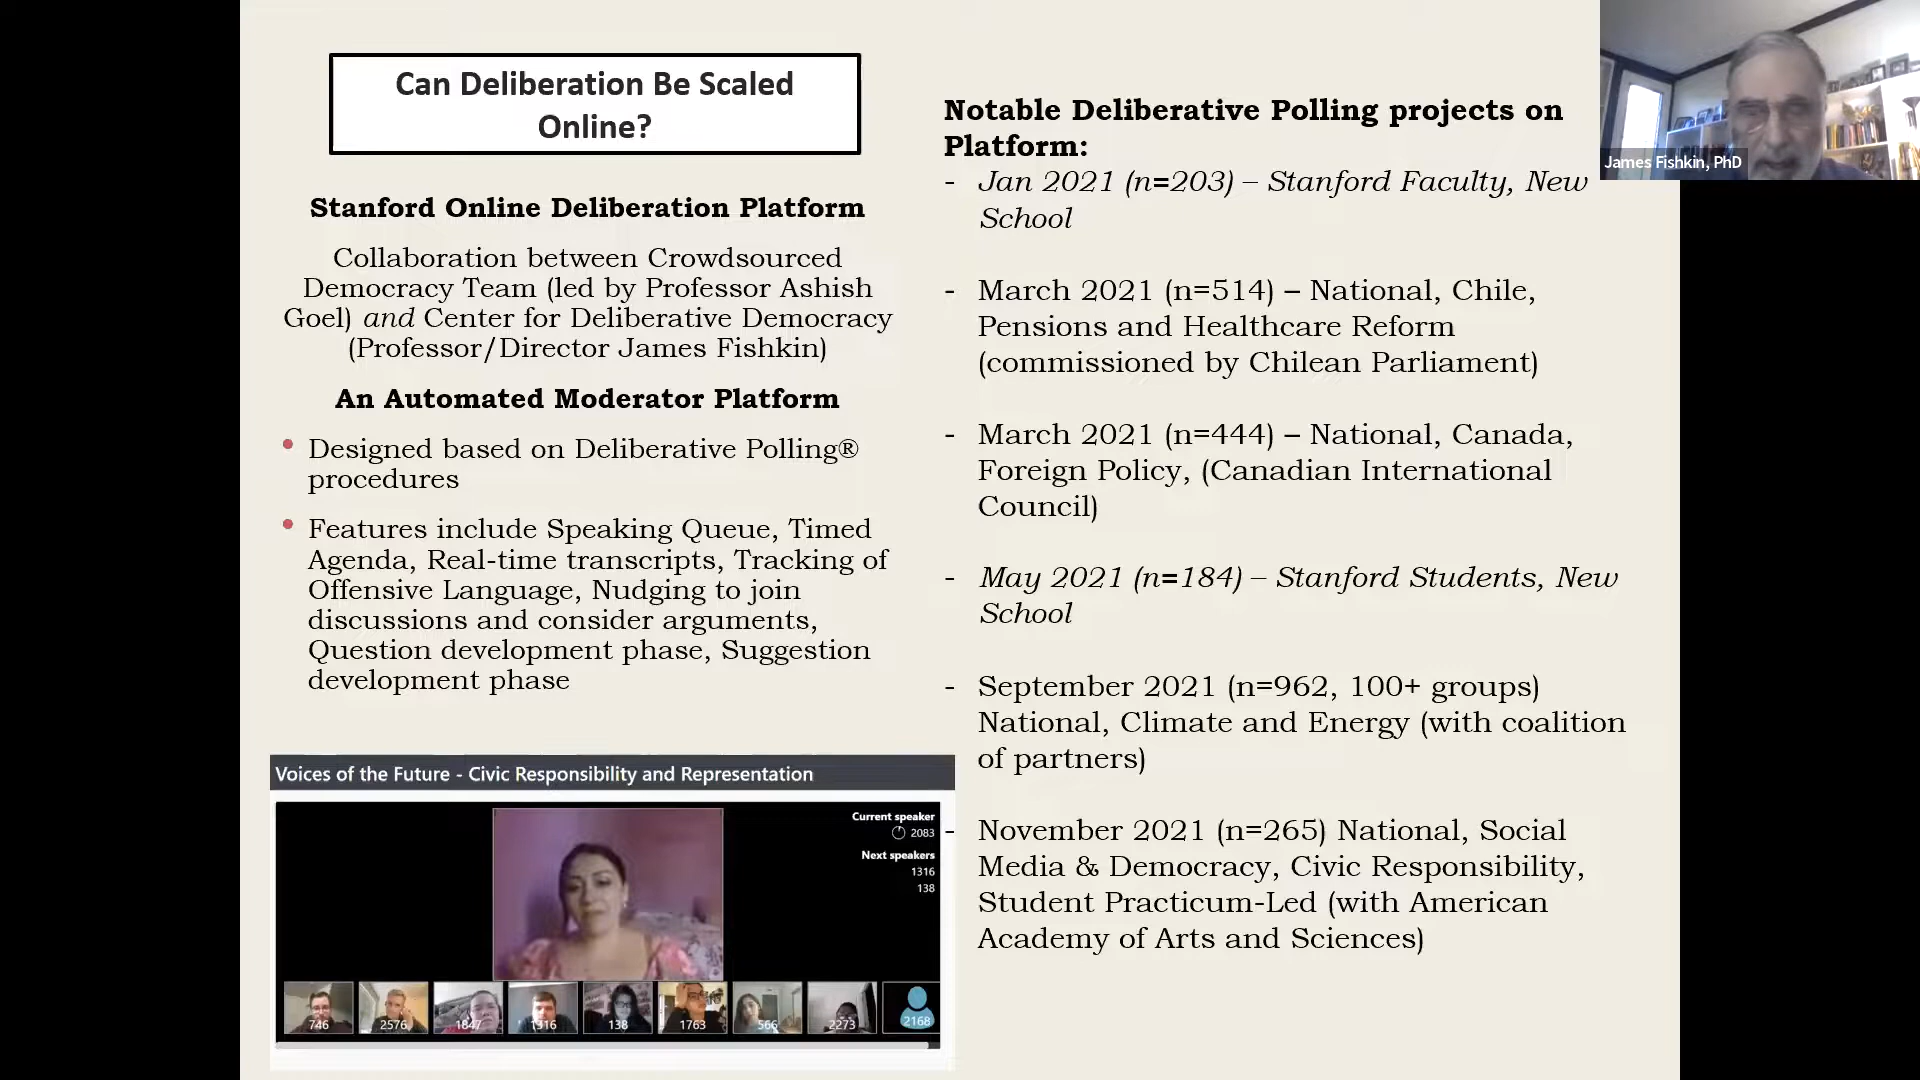 Can Deliberation Be Scaled
Online?
Stanford Online Deliberation Platform
Collaboration between Crowdsourced
Democracy Team (led by Professor Ashish
Goel) and Center for Deliberative Democracy
(Professor/Director James Fishkin)
An Automated Moderator Platform
• Designed based on Deliberative Polling®
procedures
• Features include Speaking Queue, Timed
Agenda, Real-time transcripts, Tracking of
Offensive Language, Nudging to join
discussions and consider arguments,
Question development phase, Suggestion
development phase
Voices of the Future - Civic Responsibility and Representation
Current speaker
2083
Next speakers
1316
138
746 2576 1847 1316 138 1763 566 2273 2168
Notable Deliberative Polling projects on
Platform:
- Jan 2021 (n=203) – Stanford Faculty, New
School
- March 2021 (n=514) – National, Chile,
Pensions and Healthcare Reform
(commissioned by Chilean Parliament)
- March 2021 (n=444) – National, Canada,
Foreign Policy, (Canadian International
Council)
- May 2021 (n=184) – Stanford Students, New
School
- September 2021 (n=962, 100+ groups)
National, Climate and Energy (with coalition
of partners)
- November 2021 (n=265) National, Social
Media & Democracy, Civic Responsibility,
Student Practicum-Led (with American
Academy of Arts and Sciences)
James Fishkin, PhD